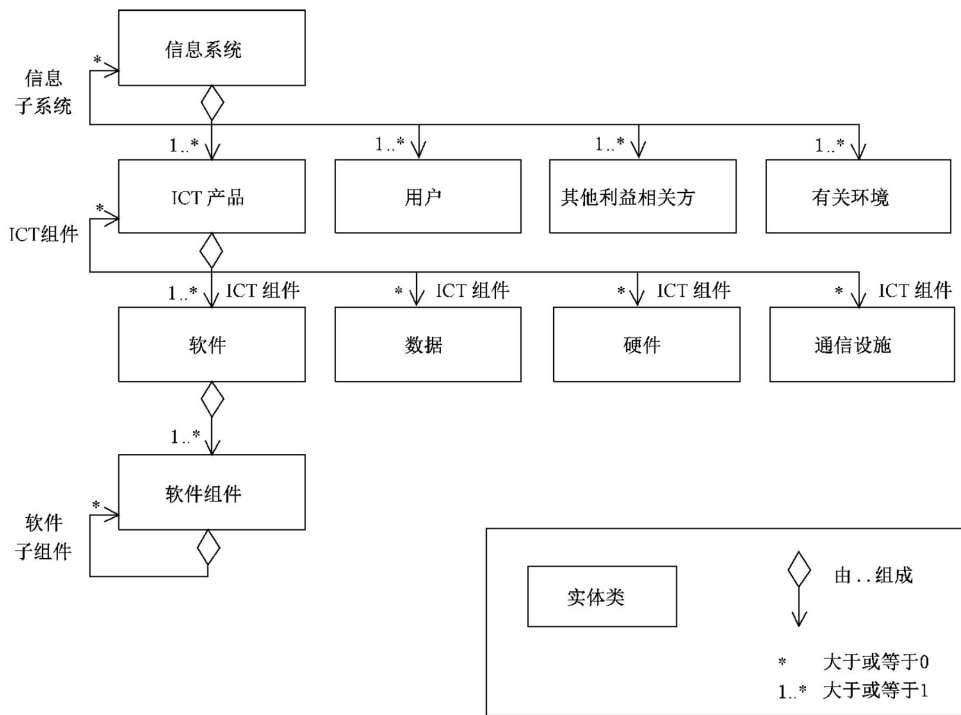 信息系统
*
信息
子系统
1..*
1..*
1..*
1..*
ICT 产品
用户
其他利益相关方
有关环境
*
ICT组件
1..*
ICT 组件
*
ICT 组件
*
ICT 组件
*
ICT 组件
软件
数据
硬件
通信设施
1..*
软件组件
*
软件
子组件
实体类
由..组成
* 大于或等于0
1..* 大于或等于1